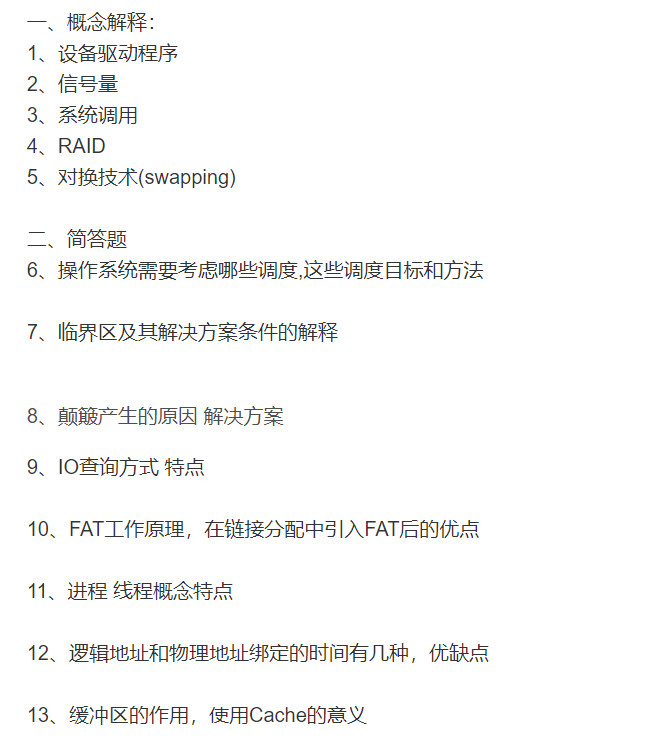 一、概念解释：
1、设备驱动程序
2、信号量
3、系统调用
4、RAID
5、对换技术(swapping)
二、简答题
6、操作系统需要考虑哪些调度,这些调度目标和方法
7、临界区及其解决方案条件的解释
8、颠簸产生的原因 解决方案
9、IO查询方式 特点
10、FAT工作原理，在链接分配中引入FAT后的优点
11、进程 线程概念特点
12、逻辑地址和物理地址绑定的时间有几种，优缺点
13、缓冲区的作用，使用Cache的意义